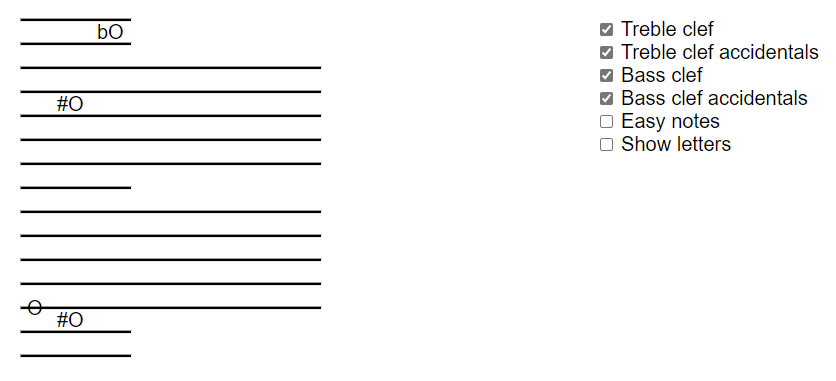 bO
#O
O
#O
Treble clef
Treble clef accidentals
Bass clef
Bass clef accidentals
Easy notes
Show letters